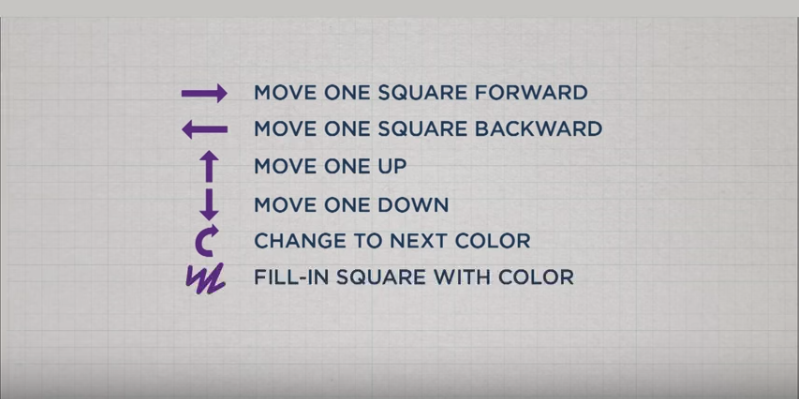 MOVE ONE SQUARE FORWARD
MOVE ONE SQUARE BACKWARD
MOVE ONE UP
MOVE ONE DOWN
CHANGE TO NEXT COLOR
FILL-IN SQUARE WITH COLOR